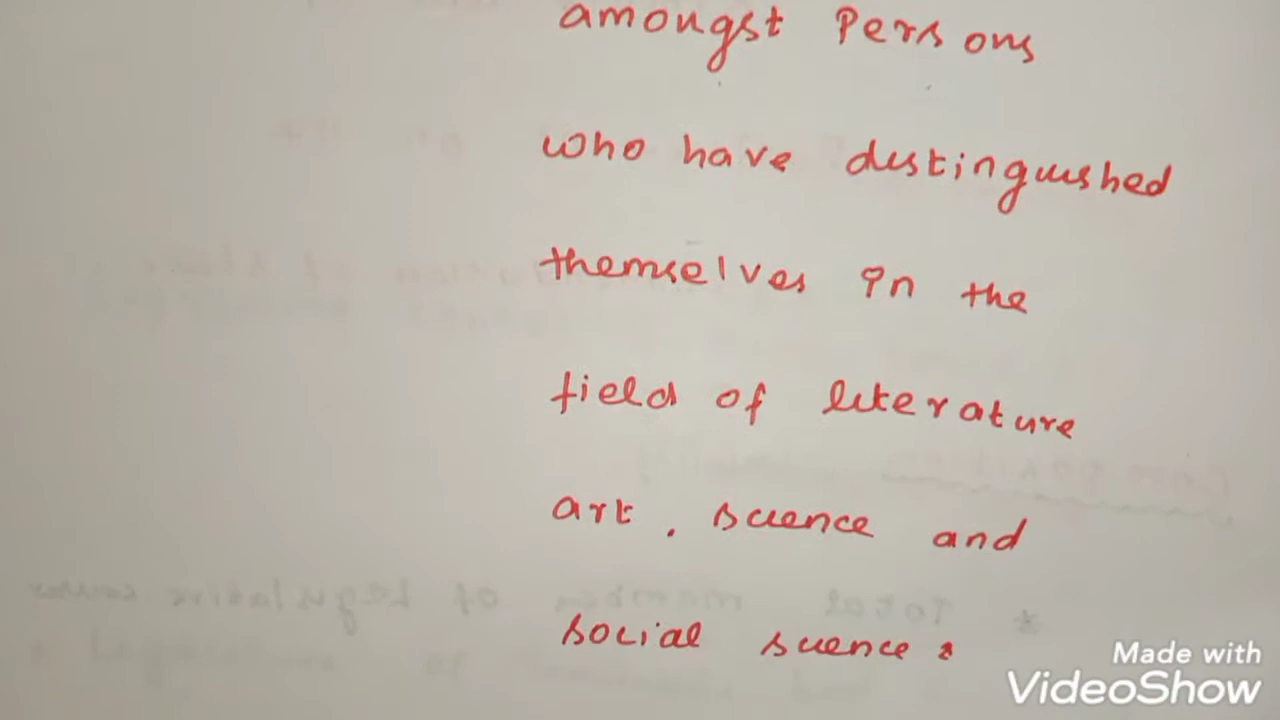 amongst Persons
who have distinguished
themselves in the
field of literature
art, science and
social science.
Made with
VideoShow